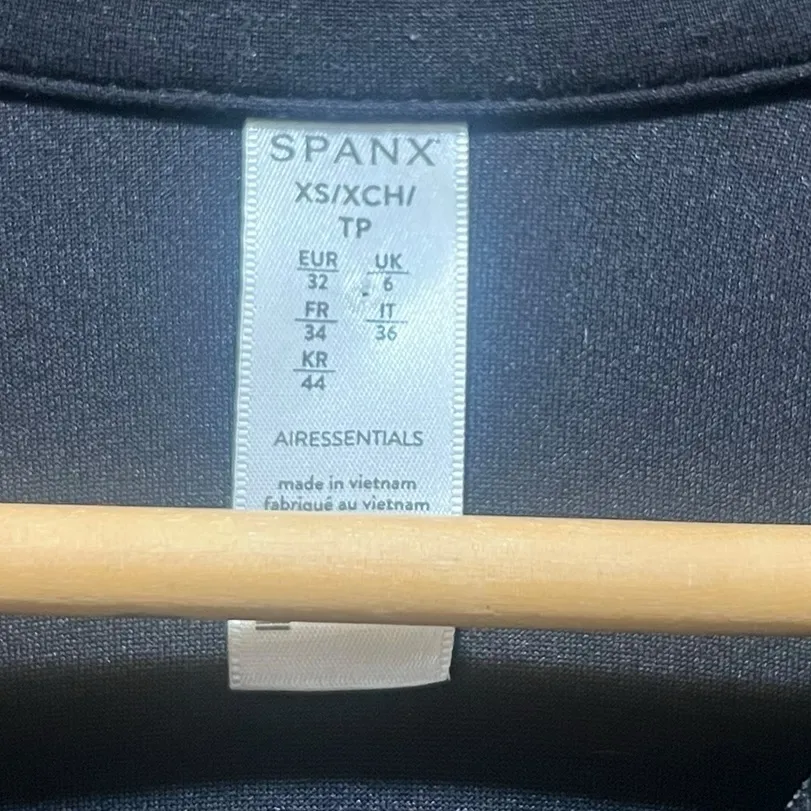 SPANX
XS/XCH/
TP
EUR UK
32 6
FR IT
34 36
KR
44
AIRESSENTIALS
made in vietnam
fabriqué au vietnam